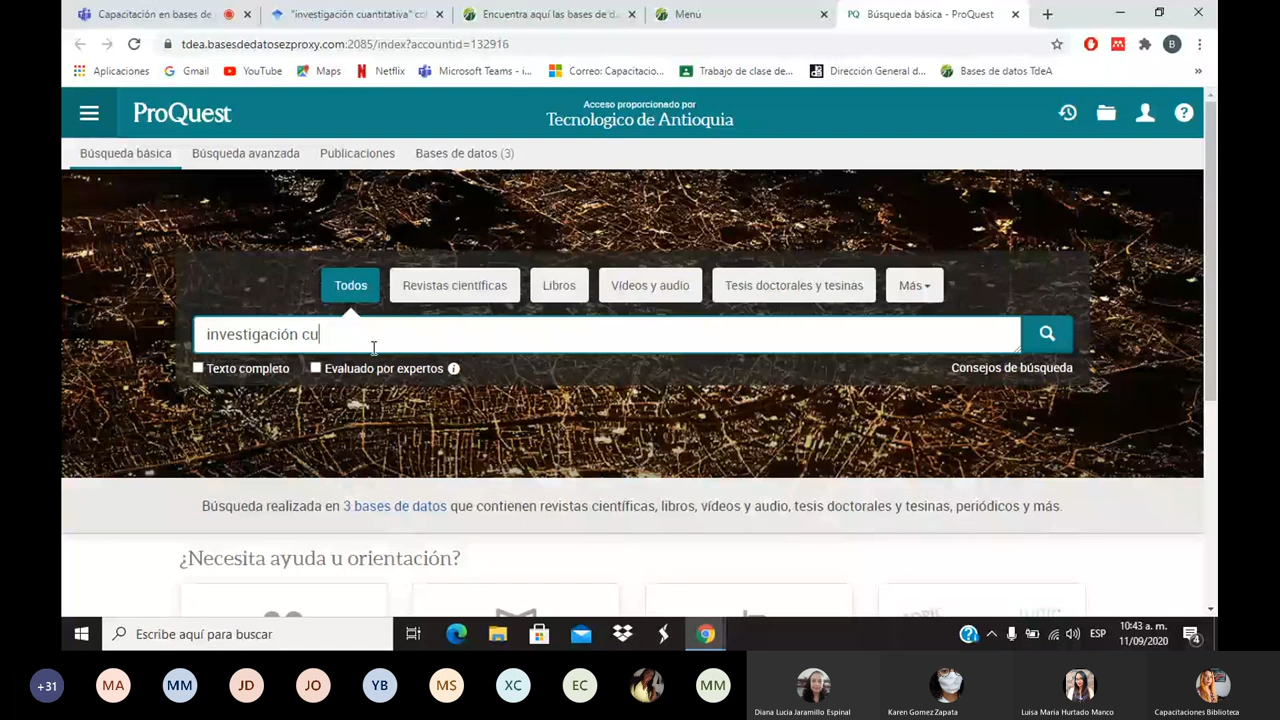 Capacitación en bases de
"investigación cuantitativa" col
Encuentra aquí las bases de da
Menú
PQ Búsqueda básica - ProQuest
tdea.basesdedatosezproxy.com:2085/index?accountid=132916
B
Aplicaciones
Gmail
YouTube
Maps
Netflix
Microsoft Teams - i...
Correo: Capacitacio...
Trabajo de clase de...
Dirección General d...
Bases de datos TdeA
»
ProQuest
Acceso proporcionado por
Tecnologico de Antioquia
Búsqueda básica
Búsqueda avanzada
Publicaciones
Bases de datos (3)
Todos
Revistas científicas
Libros
Vídeos y audio
Tesis doctorales y tesinas
Más
investigación cu
Texto completo
Evaluado por expertos
Consejos de búsqueda
Búsqueda realizada en 3 bases de datos que contienen revistas científicas, libros, vídeos y audio, tesis doctorales y tesinas, periódicos y más.
¿Necesita ayuda u orientación?
Escribe aquí para buscar
ESP
10:43 a. m.
11/09/2020
4
+31
MA
MM
JD
JO
YB
MS
XC
EC
MM
Diana Lucia Jaramillo Espinal
Karen Gomez Zapata
Luisa Maria Hurtado Manco
Capacitaciones Biblioteca